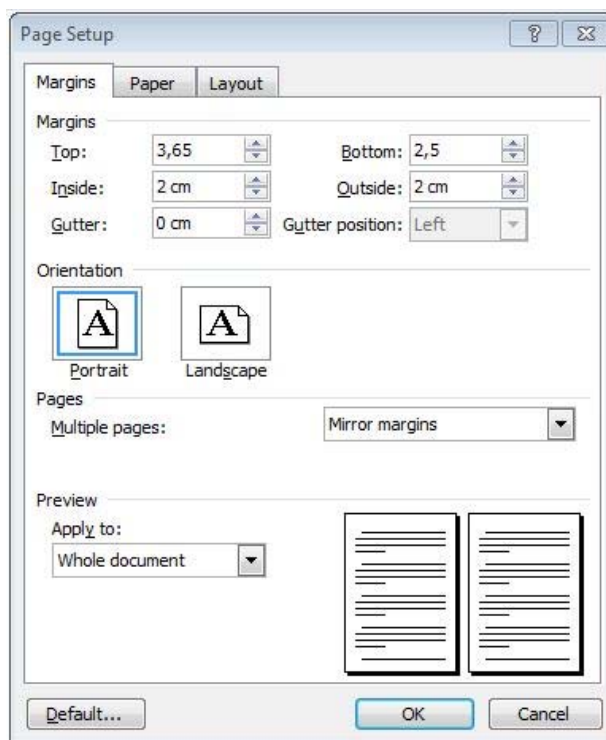 Page Setup
Margins Paper Layout
Margins
Top: 3,65 Bottom: 2,5
Inside: 2 cm Outside: 2 cm
Gutter: 0 cm Gutter position: Left
Orientation
A A
Portrait Landscape
Pages
Multiple pages: Mirror margins
Preview
Apply to:
Whole document
Default... OK Cancel